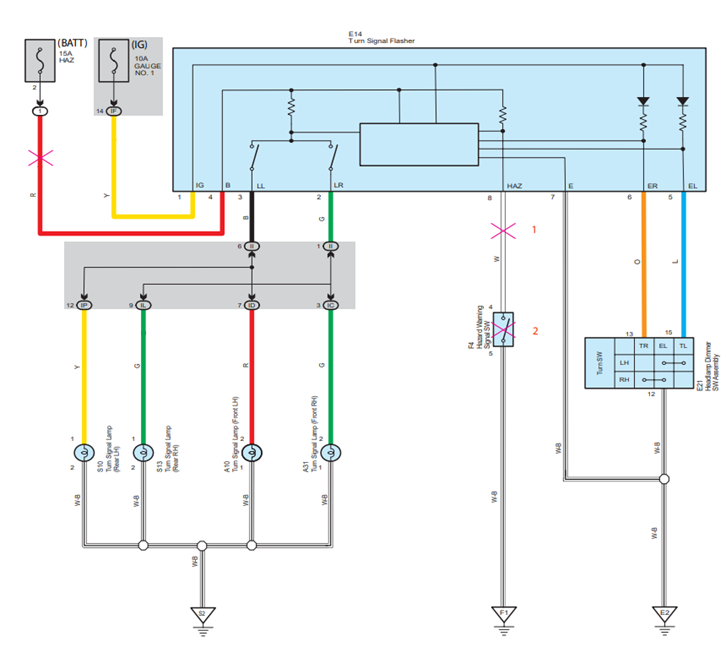 E14
Turn Signal Flasher
(BATT)
15A
HAZ
(IG)
10A
GAUGE
NO. 1
2
1
14 IF
R
Y
IG
B
LL
LR
HAZ
E
ER
EL
1
4
3
2
8
7
6
5
B
G
W
1
O
L
6 II
1 II
12 IP
9 IL
7 ID
3 IC
4
F4
Hazard Warning
Signal SW
2
5
13
15
Turn SW
TR
EL
TL
LH
RH
12
E21
Headlamp Dimmer
SW Assembly
Y
G
R
G
1
1
2
2
S10
Turn Signal Lamp
(Rear LH)
S13
Turn Signal Lamp
(Rear RH)
A10
Turn Signal Lamp (Front LH)
A31
Turn Signal Lamp (Front RH)
2
2
1
1
W-B
W-B
W-B
W-B
W-B
W-B
W-B
W-B
W-B
S2
F1
E2